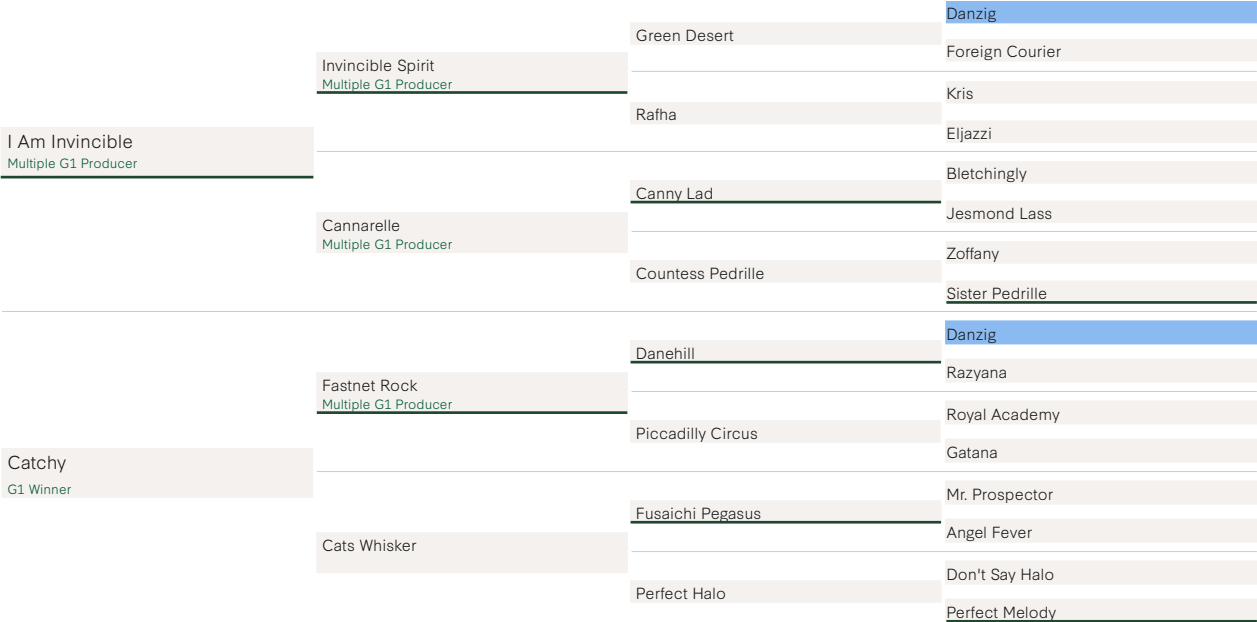 I Am Invincible
Multiple G1 Producer
Catchy
G1 Winner
Invincible Spirit
Multiple G1 Producer
Cannarelle
Multiple G1 Producer
Fastnet Rock
Multiple G1 Producer
Cats Whisker
Green Desert
Rafha
Canny Lad
Countess Pedrille
Danehill
Piccadilly Circus
Fusaichi Pegasus
Perfect Halo
Danzig
Foreign Courier
Kris
Eljazzi
Bletchingly
Jesmond Lass
Zoffany
Sister Pedrille
Danzig
Razyana
Royal Academy
Gatana
Mr. Prospector
Angel Fever
Don't Say Halo
Perfect Melody